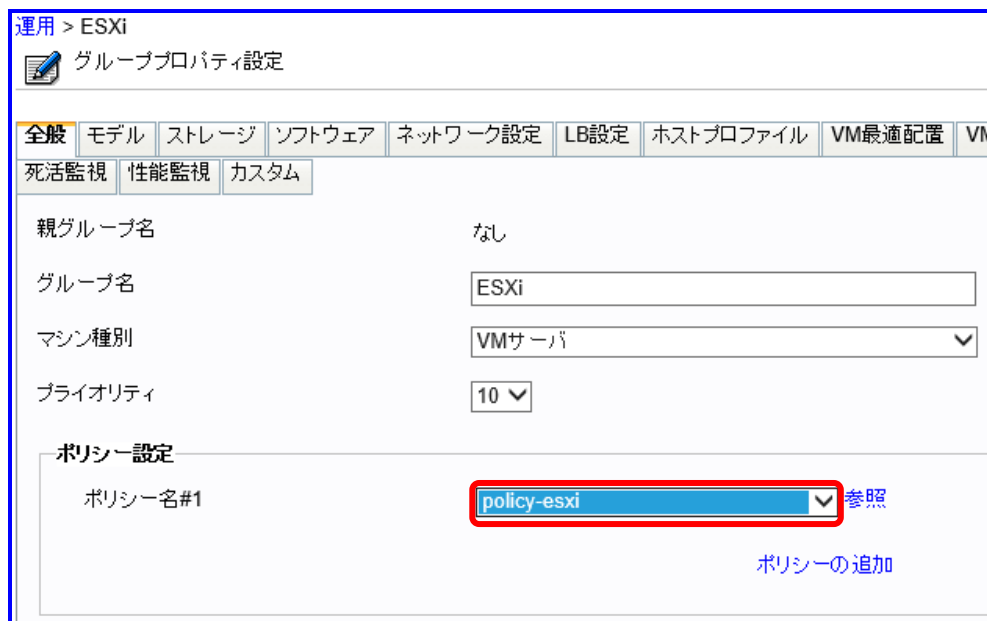 運用 > ESXi
グループプロパティ設定
全般 モデル ストレージ ソフトウェア ネットワーク設定 LB設定 ホストプロファイル VM最適配置 VM
死活監視 性能監視 カスタム
親グループ名 なし
グループ名 ESXi
マシン種別 VMサーバ
プライオリティ 10
ポリシー設定
ポリシー名#1 policy-esxi 参照
ポリシーの追加